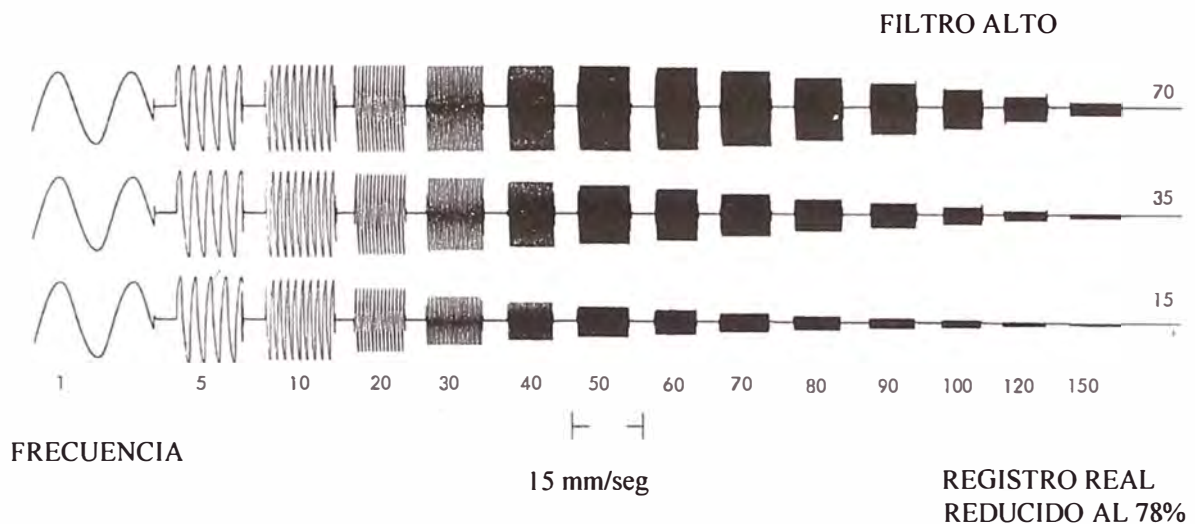 FILTRO ALTO
70
35
15
1 5 10 20 30 40 50 60 70 80 90 100 120 150
FRECUENCIA
15 mm/seg
REGISTRO REAL
REDUCIDO AL 78%